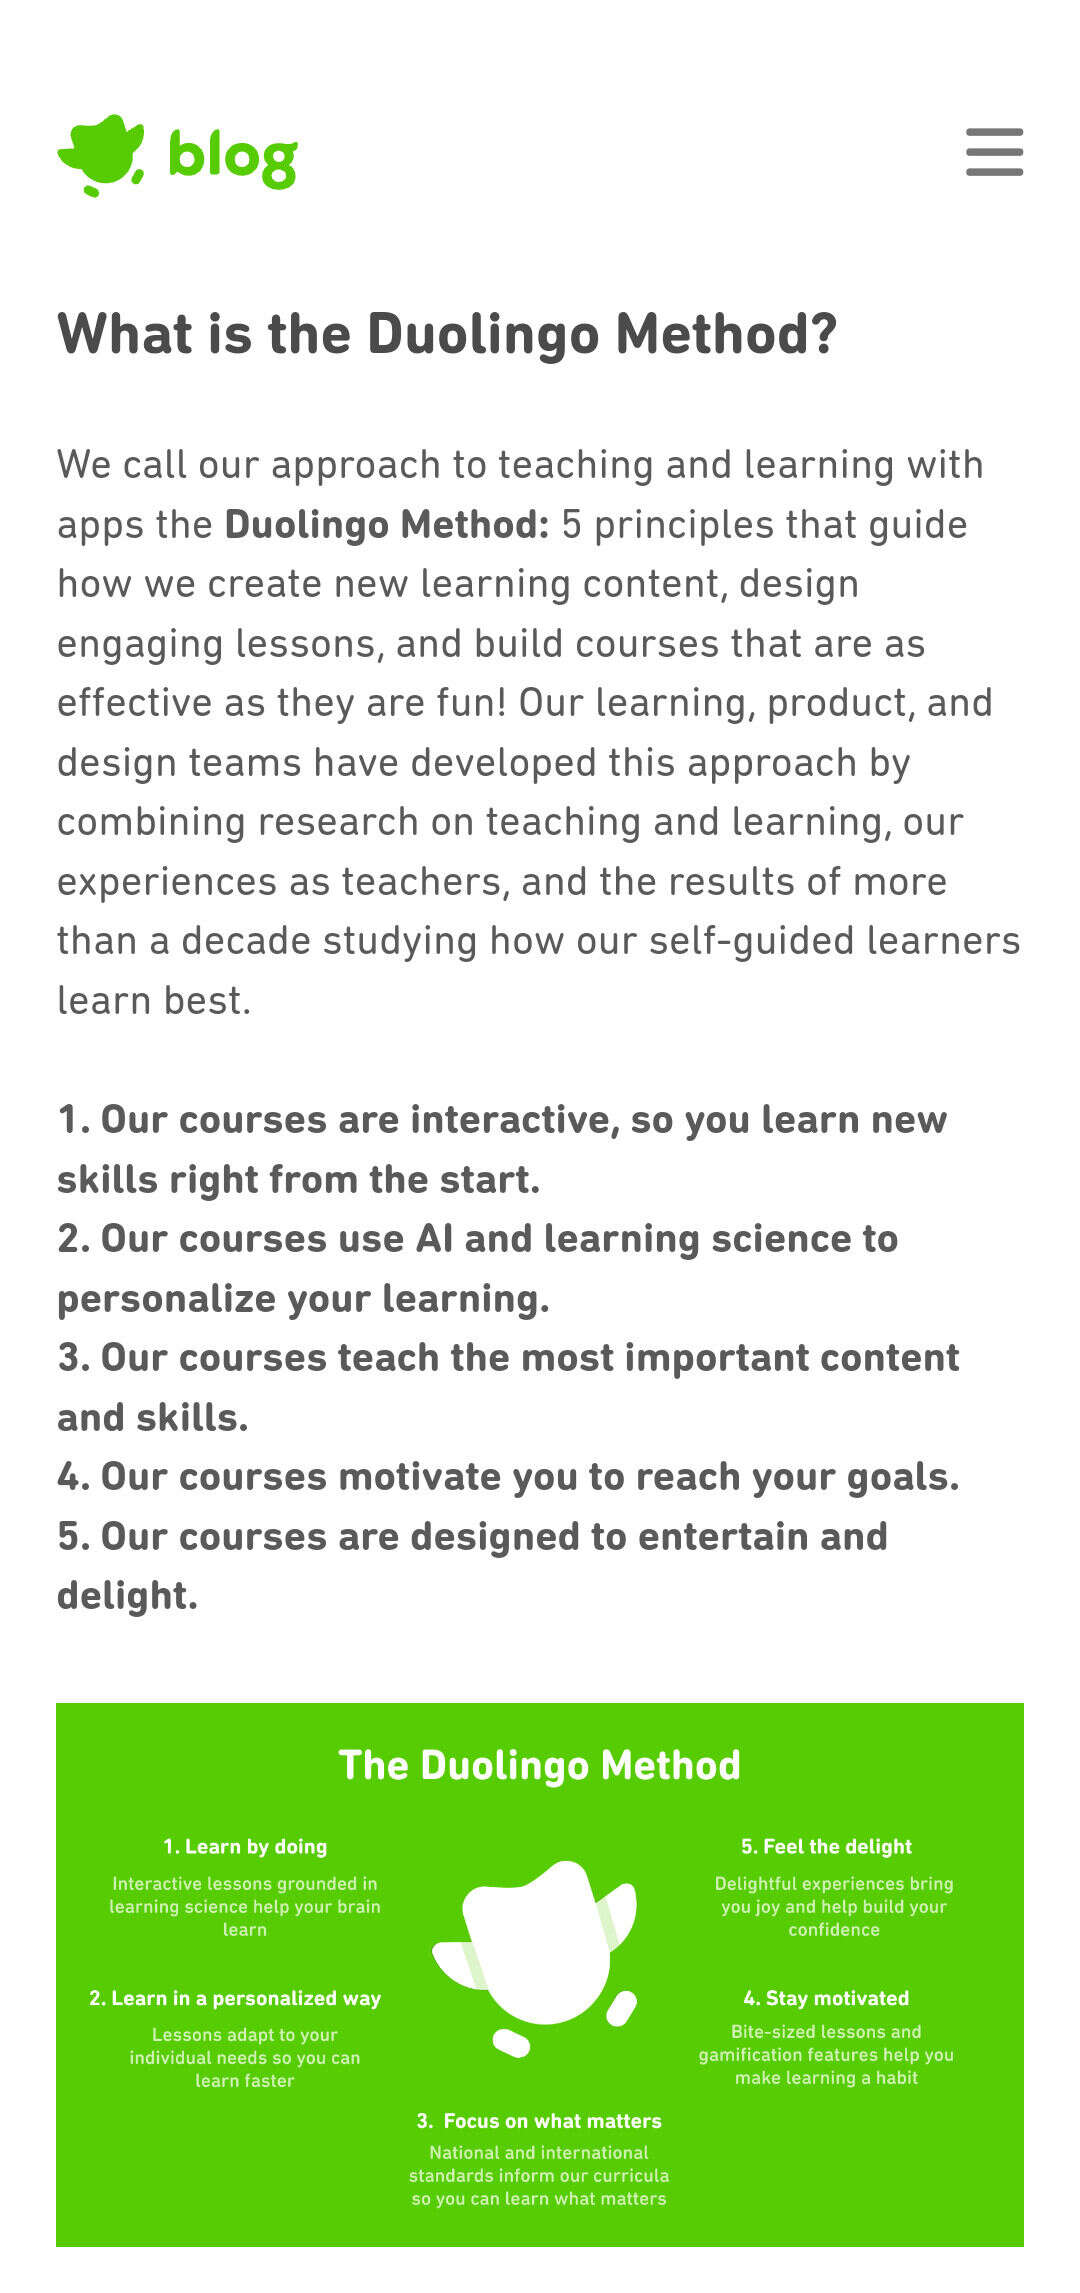 blog
What is the Duolingo Method?
We call our approach to teaching and learning with
apps the Duolingo Method: 5 principles that guide
how we create new learning content, design
engaging lessons, and build courses that are as
effective as they are fun! Our learning, product, and
design teams have developed this approach by
combining research on teaching and learning, our
experiences as teachers, and the results of more
than a decade studying how our self-guided learners
learn best.
1. Our courses are interactive, so you learn new
skills right from the start.
2. Our courses use AI and learning science to
personalize your learning.
3. Our courses teach the most important content
and skills.
4. Our courses motivate you to reach your goals.
5. Our courses are designed to entertain and
delight.
The Duolingo Method
1. Learn by doing
Interactive lessons grounded in
learning science help your brain
learn
2. Learn in a personalized way
Lessons adapt to your
individual needs so you can
learn faster
3. Focus on what matters
National and international
standards inform our curricula
so you can learn what matters
4. Stay motivated
Bite-sized lessons and
gamification features help you
make learning a habit
5. Feel the delight
Delightful experiences bring
you joy and help build your
confidence